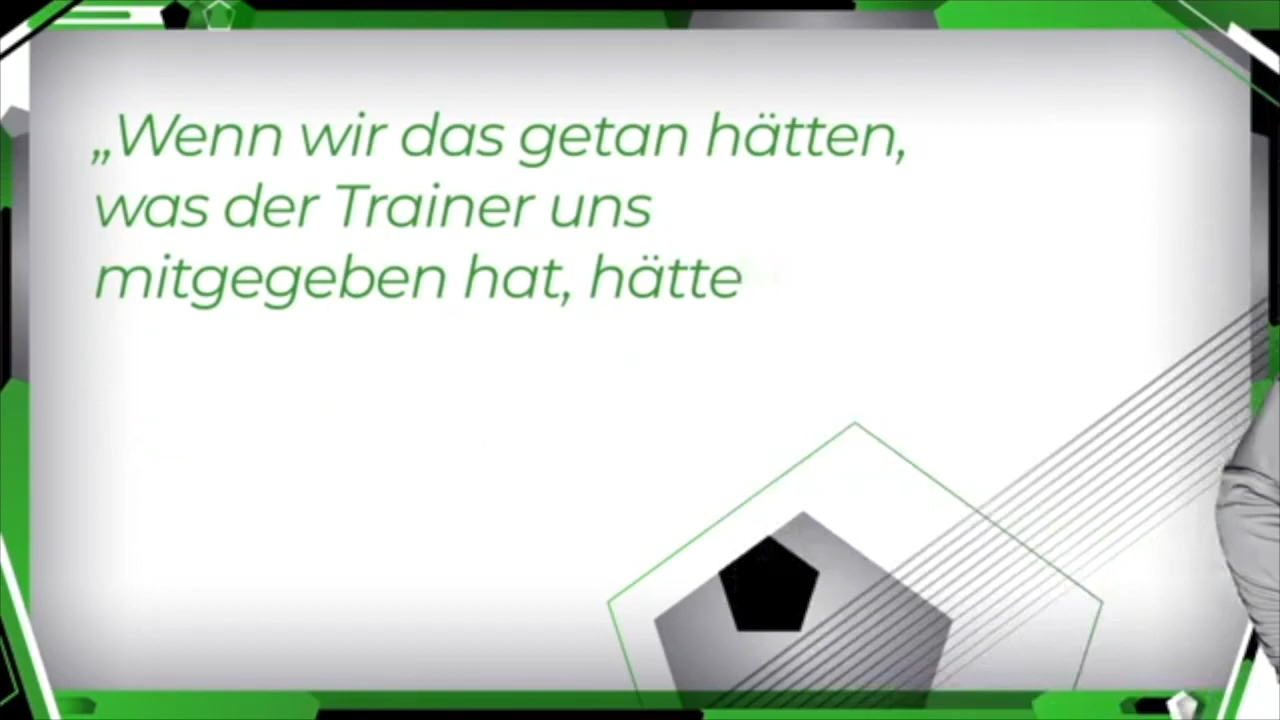 „Wenn wir das getan hätten,
was der Trainer uns
mitgegeben hat, hätte